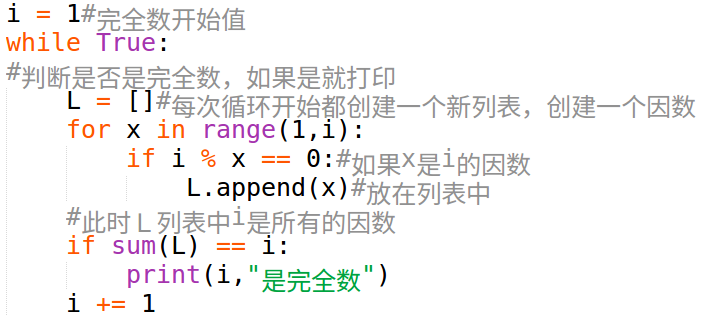 i = 1#完全数开始值
while True:
#判断是否是完全数，如果是就打印
    L = []#每次循环开始都创建一个新列表，创建一个因数
    for x in range(1,i):
        if i % x == 0:#如果x是i的因数
            L.append(x)#放在列表中
    #此时Ｌ列表中i是所有的因数
    if sum(L) == i:
        print(i,"是完全数")
    i += 1